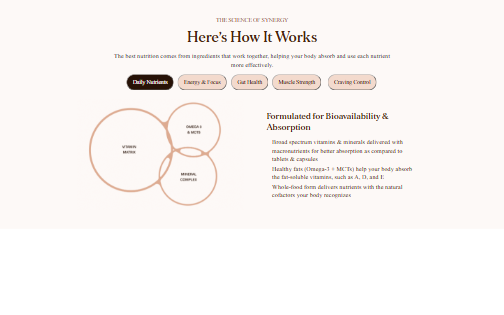 THE SCIENCE OF SYNERGY
Here's How It Works
The best nutrition comes from ingredients that work together, helping your body absorb and use each nutrient
more effectively.
Daily Nutrients
Energy & Focus
Gut Health
Muscle Strength
Craving Control
VITAMIN
MATRIX
OMEGA-3
& MCTS
MINERAL
COMPLEX
Formulated for Bioavailability &
Absorption
Broad spectrum vitamins & minerals delivered with
macronutrients for better absorption as compared to
tablets & capsules
Healthy fats (Omega-3 + MCTs) help your body absorb
the fat-soluble vitamins, such as A, D, and E
Whole-food form delivers nutrients with the natural
cofactors your body recognizes